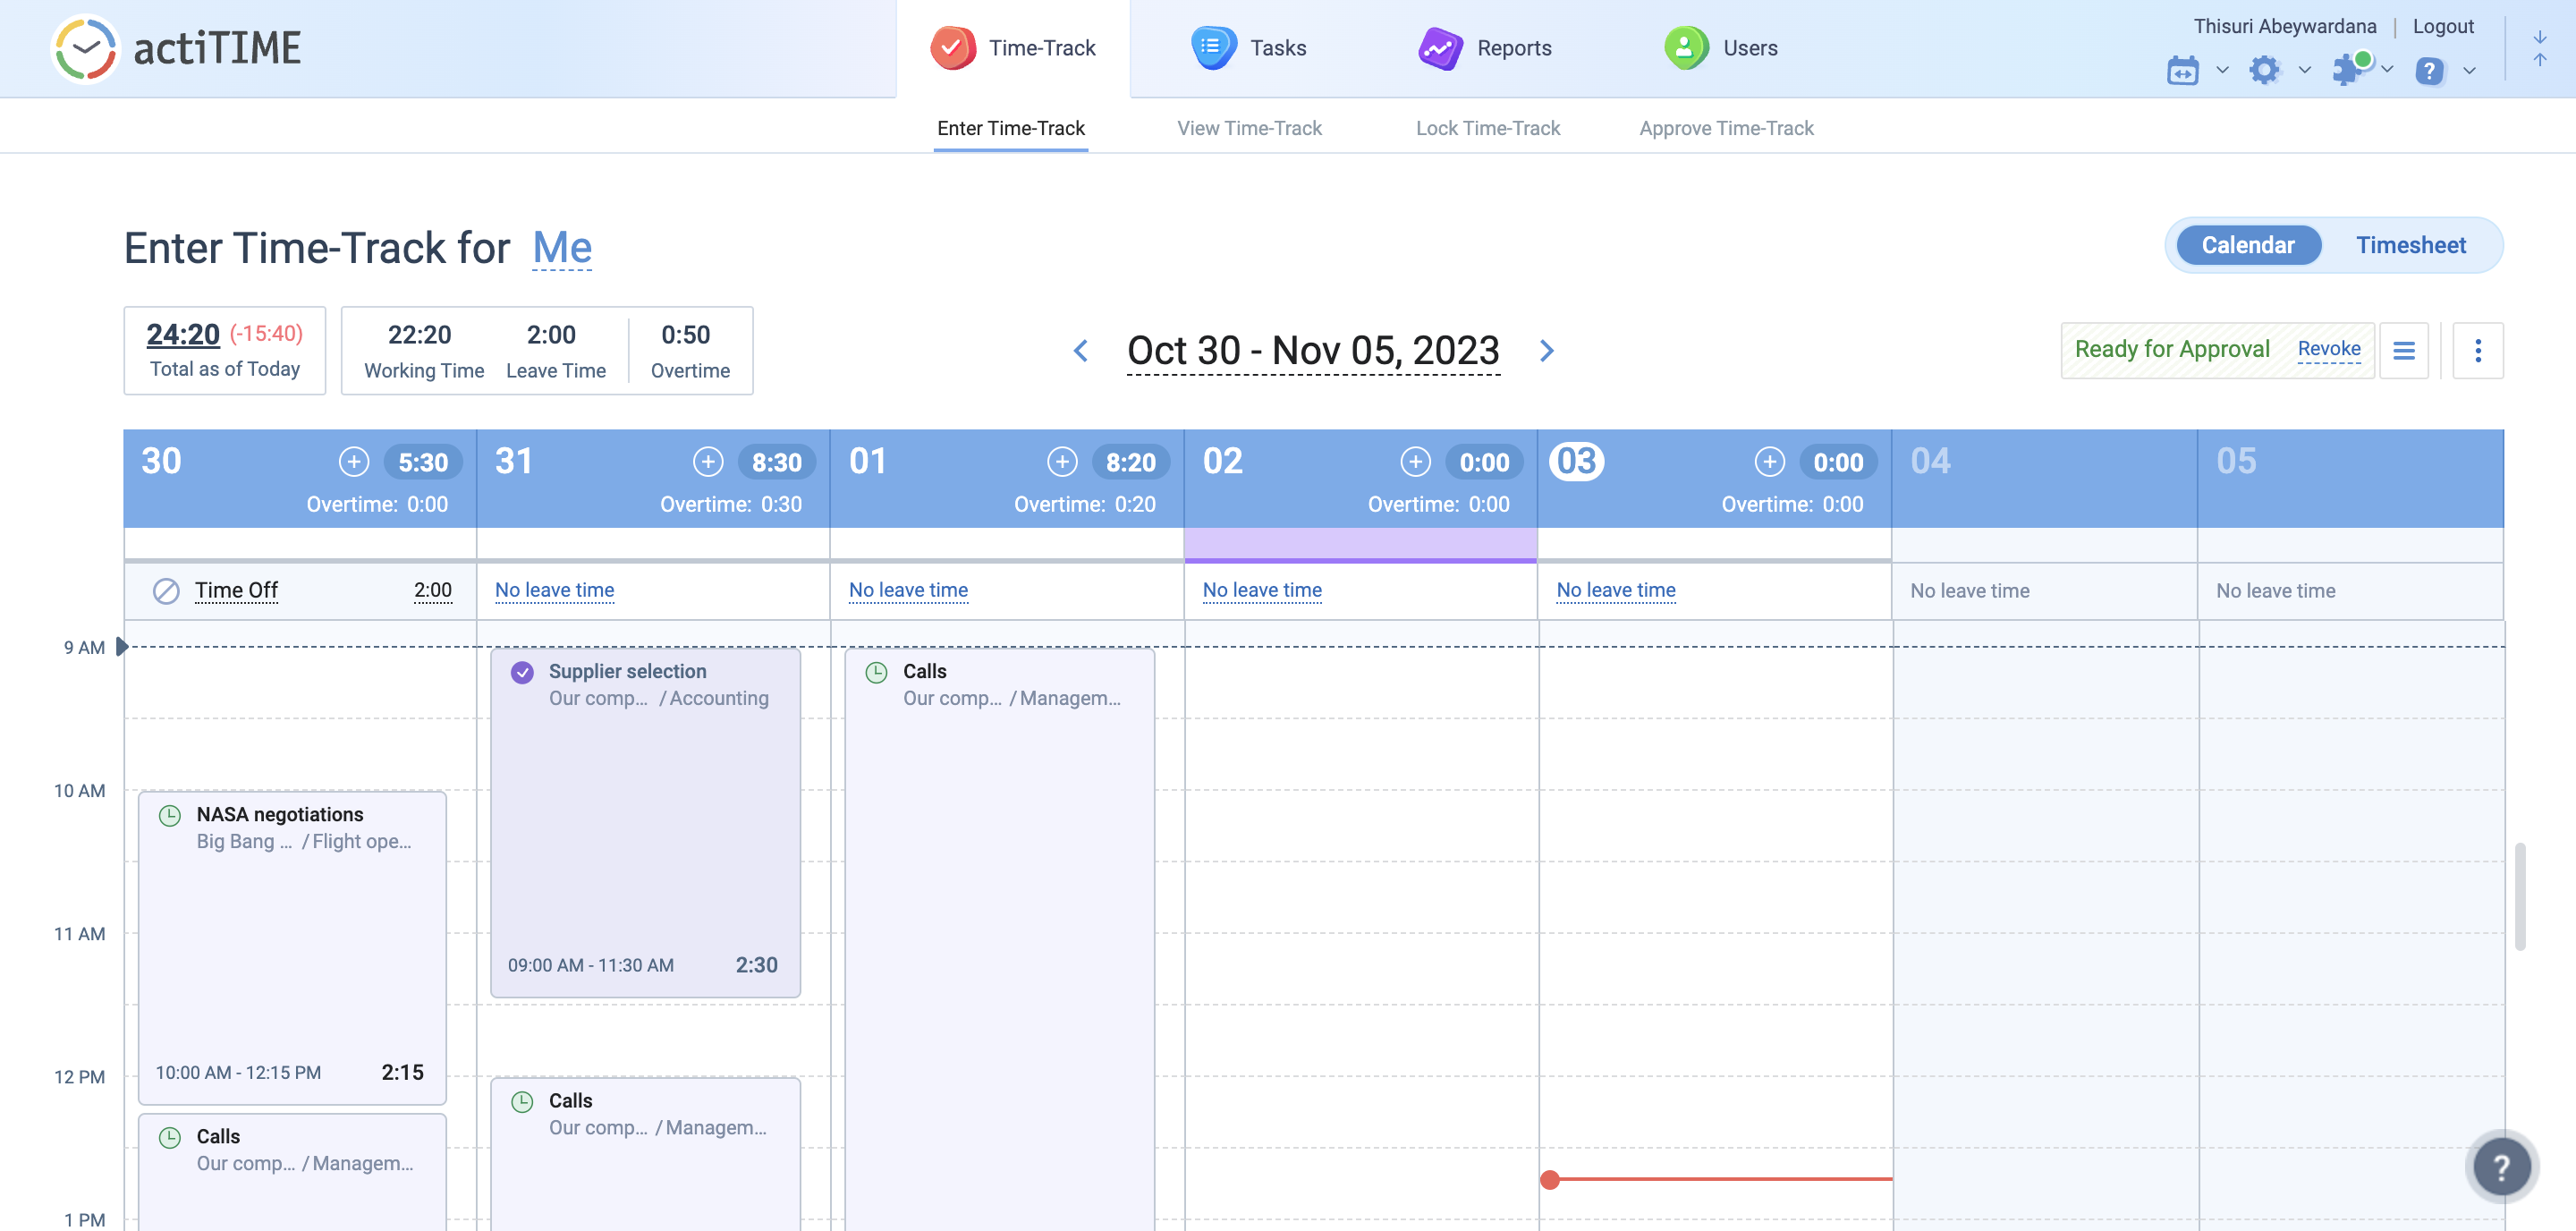 actiTIME
Time-Track
Tasks
Reports
Users
Thisuri Abeywardana | Logout
Enter Time-Track
View Time-Track
Lock Time-Track
Approve Time-Track
Enter Time-Track for Me
Calendar
Timesheet
24:20 (-15:40)
Total as of Today
22:20
Working Time
2:00
Leave Time
0:50
Overtime
Oct 30 - Nov 05, 2023
Ready for Approval Revoke
30 5:30
Overtime: 0:00
31 8:30
Overtime: 0:30
01 8:20
Overtime: 0:20
02 0:00
Overtime: 0:00
03 0:00
Overtime: 0:00
04
05
Time Off 2:00
No leave time
No leave time
No leave time
No leave time
No leave time
No leave time
9 AM
Supplier selection
Our comp... / Accounting
09:00 AM - 11:30 AM 2:30
Calls
Our comp... / Managem...
10 AM
NASA negotiations
Big Bang ... / Flight ope...
10:00 AM - 12:15 PM 2:15
11 AM
12 PM
Calls
Our comp... / Managem...
Calls
Our comp... / Managem...
1 PM
?